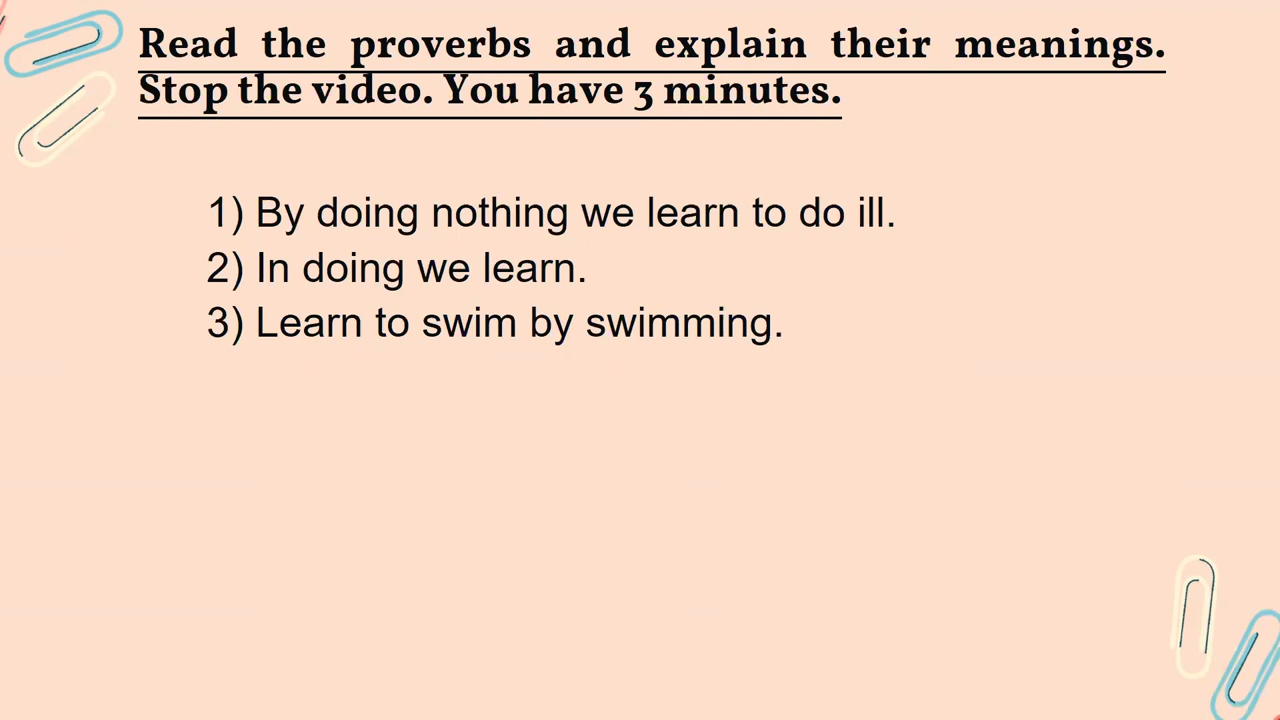 Read the proverbs and explain their meanings.
Stop the video. You have 3 minutes.
1) By doing nothing we learn to do ill.
2) In doing we learn.
3) Learn to swim by swimming.